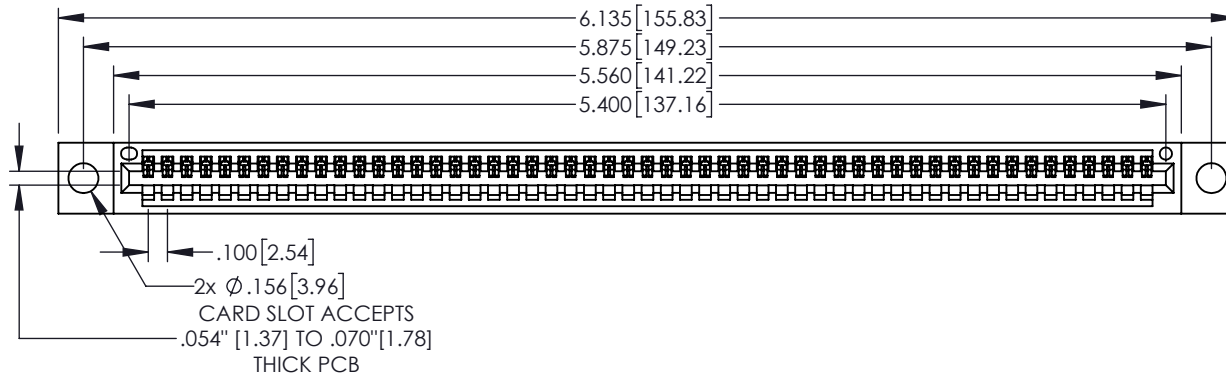 6.135[155.83]
5.875[149.23]
5.560[141.22]
5.400[137.16]
.100[2.54]
2x Ø.156[3.96]
CARD SLOT ACCEPTS
.054" [1.37] TO .070"[1.78]
THICK PCB